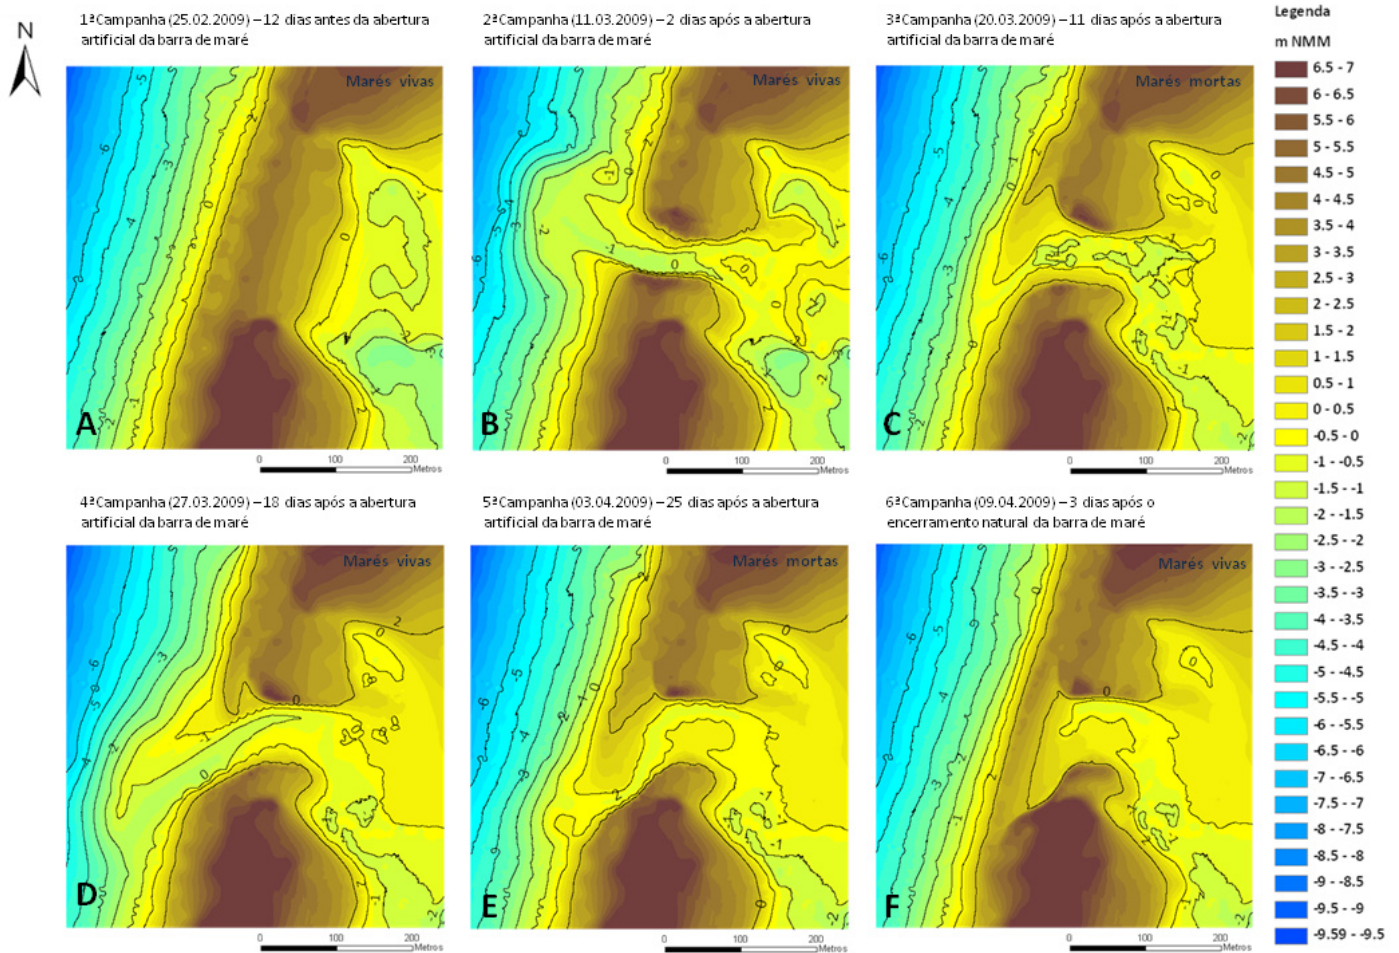 1ª Campanha (25.02.2009) – 12 dias antes da abertura
artificial da barra de maré
2ª Campanha (11.03.2009) – 2 dias após a abertura
artificial da barra de maré
3ª Campanha (20.03.2009) – 11 dias após a abertura
artificial da barra de maré
Legenda
m NMM
N
Marés vivas
Marés vivas
Marés mortas
A
B
C
0 100 200
Metros
0 100 200
Metros
0 100 200
Metros
4ª Campanha (27.03.2009) – 18 dias após a abertura
artificial da barra de maré
5ª Campanha (03.04.2009) – 25 dias após a abertura
artificial da barra de maré
6ª Campanha (09.04.2009) – 3 dias após o
encerramento natural da barra de maré
Marés vivas
Marés mortas
Marés vivas
D
E
F
0 100 200
Metros
0 100 200
Metros
0 100 200
Metros
6.5 - 7
6 - 6.5
5.5 - 6
5 - 5.5
4.5 - 5
4 - 4.5
3.5 - 4
3 - 3.5
2.5 - 3
2 - 2.5
1.5 - 2
1 - 1.5
0.5 - 1
0 - 0.5
-0.5 - 0
-1 - -0.5
-1.5 - -1
-2 - -1.5
-2.5 - -2
-3 - -2.5
-3.5 - -3
-4 - -3.5
-4.5 - -4
-5 - -4.5
-5.5 - -5
-6 - -5.5
-6.5 - -6
-7 - -6.5
-7.5 - -7
-8 - -7.5
-8.5 - -8
-9 - -8.5
-9.5 - -9
-9.59 - -9.5